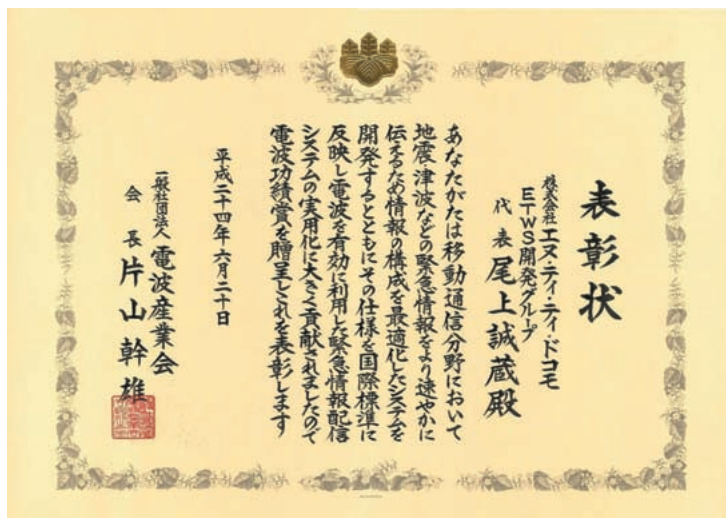 表彰状
株式会社エヌ・ティ・ティ・ドコモ
ETWS開発グループ
代表 尾上誠蔵殿
あなたがたは移動通信分野において
地震・津波などの緊急情報をより速やかに
伝えるため情報の構成を最適化したシステムを
開発するとともにその仕様を国際標準に
反映し電波を有効に利用した緊急情報配信
システムの実用化に大きく貢献されましたので
電波功績賞を贈呈しこれを表彰します
平成二十四年六月二十日
一般社団法人 電波産業会
会長 片山幹雄